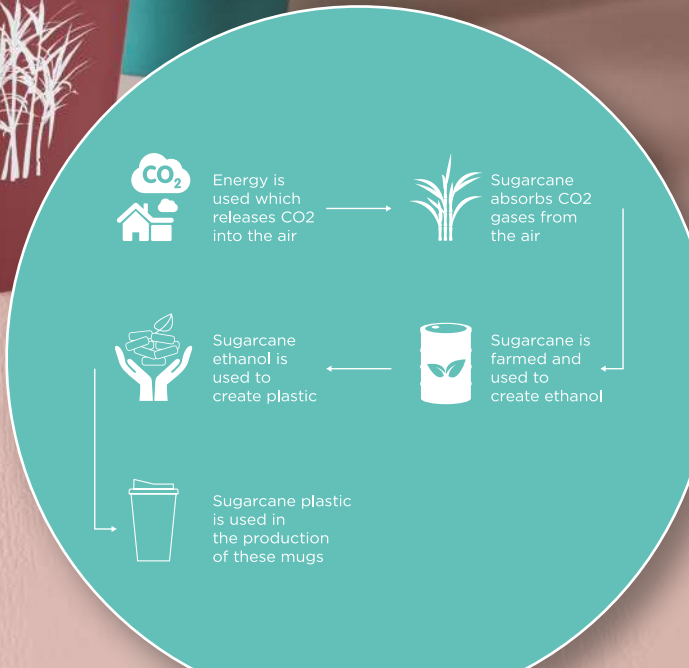 CO2
Energy is
used which
releases CO2
into the air
Sugarcane
absorbs CO2
gases from
the air
Sugarcane is
farmed and
used to
create ethanol
Sugarcane
ethanol is
used to
create plastic
Sugarcane plastic
is used in
the production
of these mugs